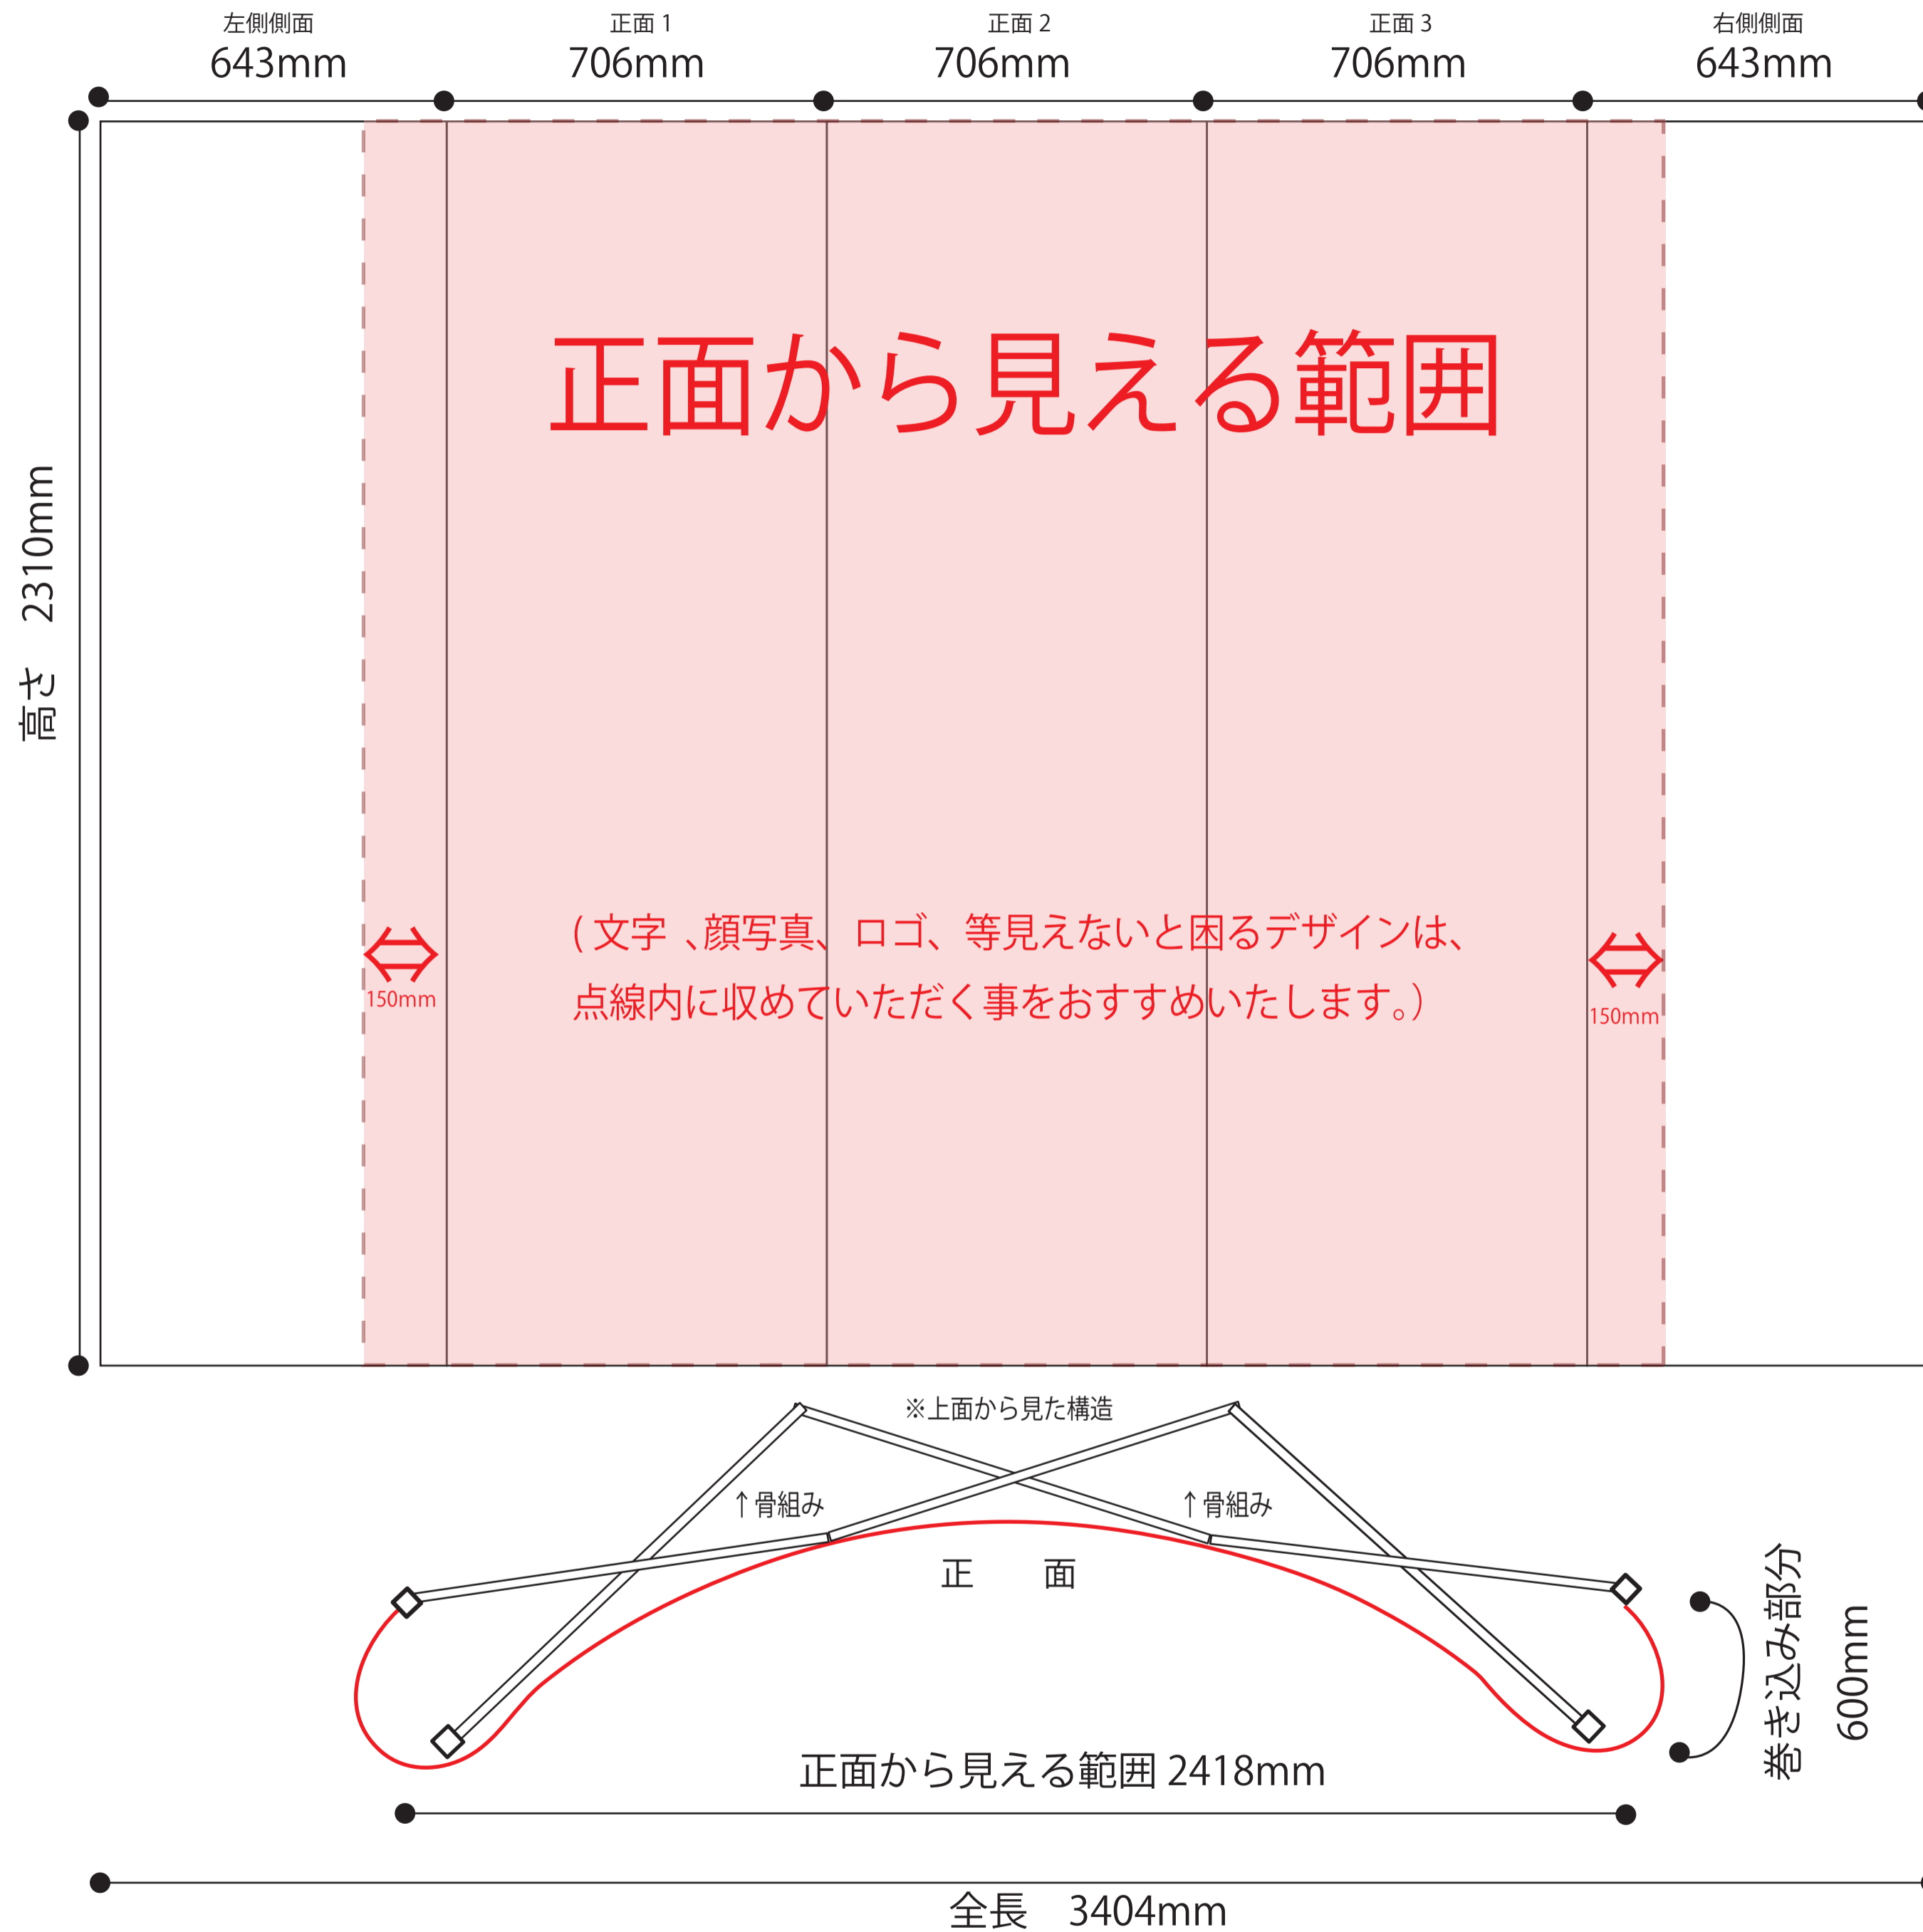 左側側面
643mm
正面 1
706mm
正面 2
706mm
正面 3
706mm
右側側面
643mm
高さ 2310mm
正面から見える範囲
(文字 、顔写真、ロゴ、等見えないと困るデザインは、
点線内に収めていただく事をおすすめいたします。)
150mm
150mm
※上面から見た構造
↑骨組み
↑骨組み
正 面
巻き込み部分
600mm
正面から見える範囲 2418mm
全長 3404mm